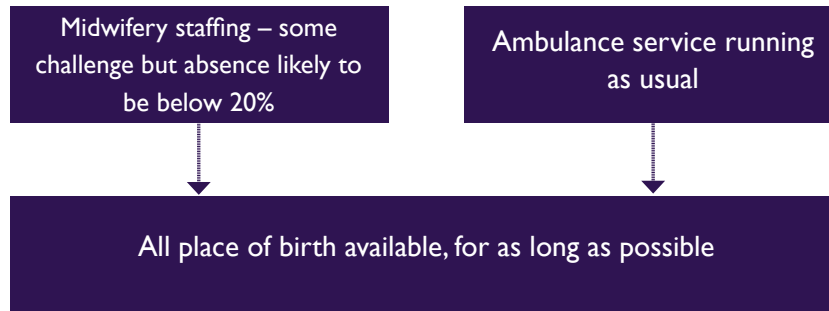 Midwifery staffing – some
challenge but absence likely to
be below 20%
Ambulance service running
as usual
All place of birth available, for as long as possible